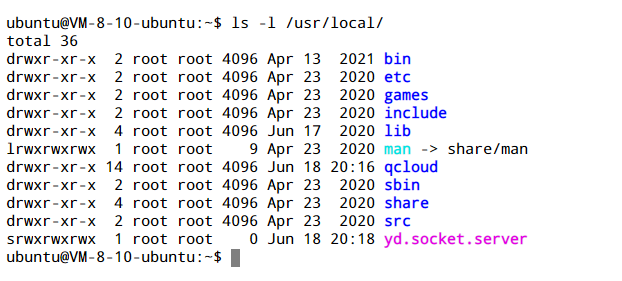 ubuntu@VM-8-10-ubuntu:~$ ls -l /usr/local/
total 36
drwxr-xr-x  2 root root 4096 Apr 13  2021 bin
drwxr-xr-x  2 root root 4096 Apr 23  2020 etc
drwxr-xr-x  2 root root 4096 Apr 23  2020 games
drwxr-xr-x  2 root root 4096 Apr 23  2020 include
drwxr-xr-x  4 root root 4096 Jun 17  2020 lib
lrwxrwxrwx  1 root root    9 Apr 23  2020 man -> share/man
drwxr-xr-x 14 root root 4096 Jun 18 20:16 qcloud
drwxr-xr-x  2 root root 4096 Apr 23  2020 sbin
drwxr-xr-x  4 root root 4096 Apr 23  2020 share
drwxr-xr-x  2 root root 4096 Apr 23  2020 src
srwxrwxrwx  1 root root    0 Jun 18 20:18 yd.socket.server
ubuntu@VM-8-10-ubuntu:~$